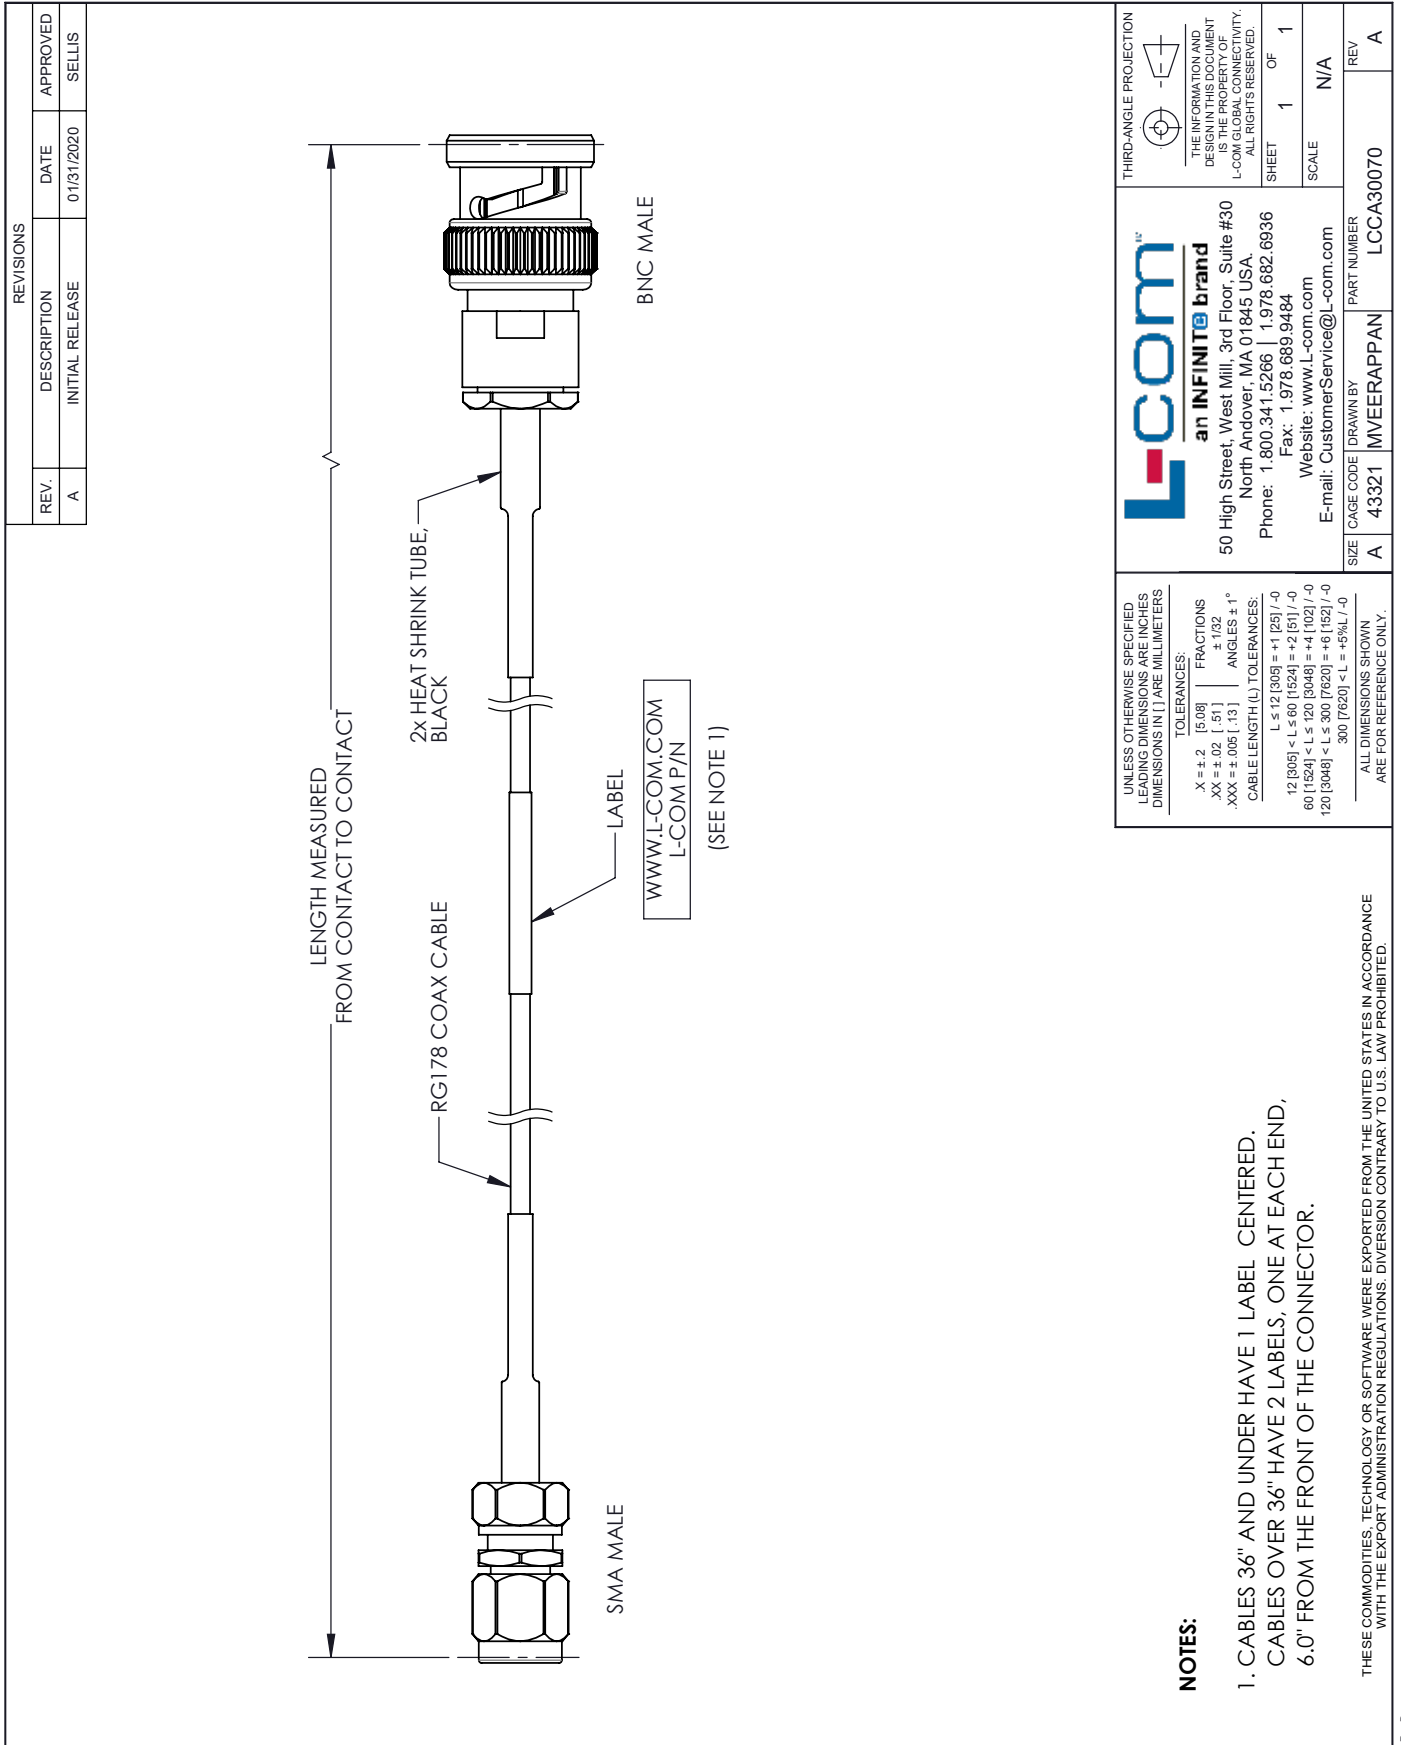 REVISIONS
REV. DESCRIPTION DATE APPROVED
A INITIAL RELEASE 01/31/2020 SELLIS
LENGTH MEASURED
FROM CONTACT TO CONTACT
2x HEAT SHRINK TUBE,
BLACK
RG178 COAX CABLE
LABEL
WWW.L-COM.COM
L-COM P/N
(SEE NOTE 1)
SMA MALE
BNC MALE
NOTES:
1. CABLES 36" AND UNDER HAVE 1 LABEL CENTERED.
CABLES OVER 36" HAVE 2 LABELS, ONE AT EACH END,
6.0" FROM THE FRONT OF THE CONNECTOR.
THESE COMMODITIES, TECHNOLOGY OR SOFTWARE WERE EXPORTED FROM THE UNITED STATES IN ACCORDANCE
WITH THE EXPORT ADMINISTRATION REGULATIONS. DIVERSION CONTRARY TO U.S. LAW PROHIBITED.
UNLESS OTHERWISE SPECIFIED
LEADING DIMENSIONS ARE INCHES
DIMENSIONS IN [ ] ARE MILLIMETERS
TOLERANCES:
.X = ±.2 [5.08] FRACTIONS
.XX = ±.02 [.51] ± 1/32
.XXX = ±.005 [.13] ANGLES ± 1°
CABLE LENGTH (L) TOLERANCES:
L ≤ 12 [305] = +1 [25] / -0
12 [305] < L ≤ 60 [1524] = +2 [51] / -0
60 [1524] < L ≤ 120 [3048] = +4 [102] / -0
120 [3048] < L ≤ 300 [7620] = +6 [152] / -0
300 [7620] < L = +5%L / -0
ALL DIMENSIONS SHOWN
ARE FOR REFERENCE ONLY.
L-com
an INFINITe brand
50 High Street, West Mill, 3rd Floor, Suite #30
North Andover, MA 01845 USA.
Phone: 1.800.341.5266 | 1.978.682.6936
Fax: 1.978.689.9484
Website: www.L-com.com
E-mail: CustomerService@L-com.com
THIRD-ANGLE PROJECTION
THE INFORMATION AND
DESIGN IN THIS DOCUMENT
IS THE PROPERTY OF
L-COM GLOBAL CONNECTIVITY.
ALL RIGHTS RESERVED.
SHEET 1 OF 1
SCALE N/A
SIZE A
CAGE CODE 43321
DRAWN BY MVEERAPPAN
PART NUMBER LCCA30070
REV A